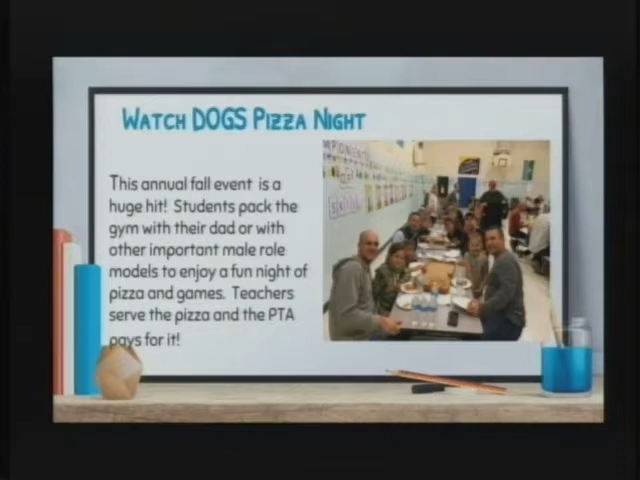 Watch DOGS Pizza Night
This annual fall event is a
huge hit! Students pack the
gym with their dad or with
other important male role
models to enjoy a fun night of
pizza and games. Teachers
serve the pizza and the PTA
pays for it!